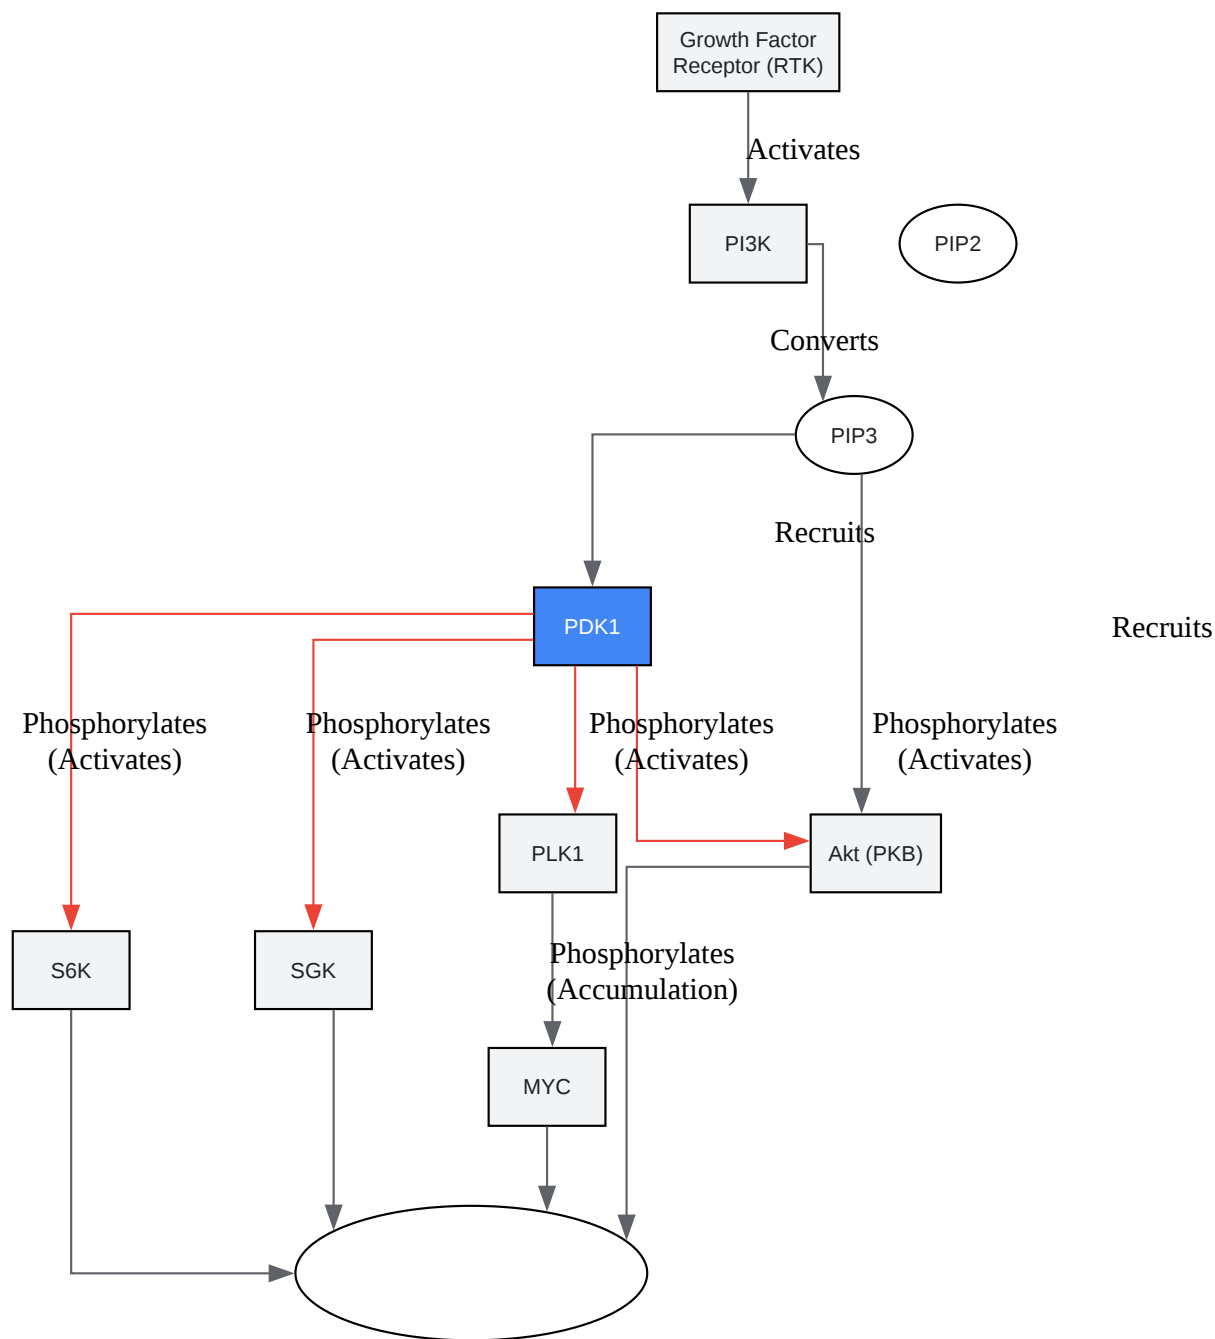 Growth Factor
Receptor (RTK)
Activates
PI3K
PIP2
Converts
PIP3
Recruits
PDK1
Recruits
Phosphorylates
(Activates)
Phosphorylates
(Activates)
Phosphorylates
(Activates)
Phosphorylates
(Activates)
PLK1
Akt (PKB)
Phosphorylates
(Accumulation)
S6K
SGK
MYC